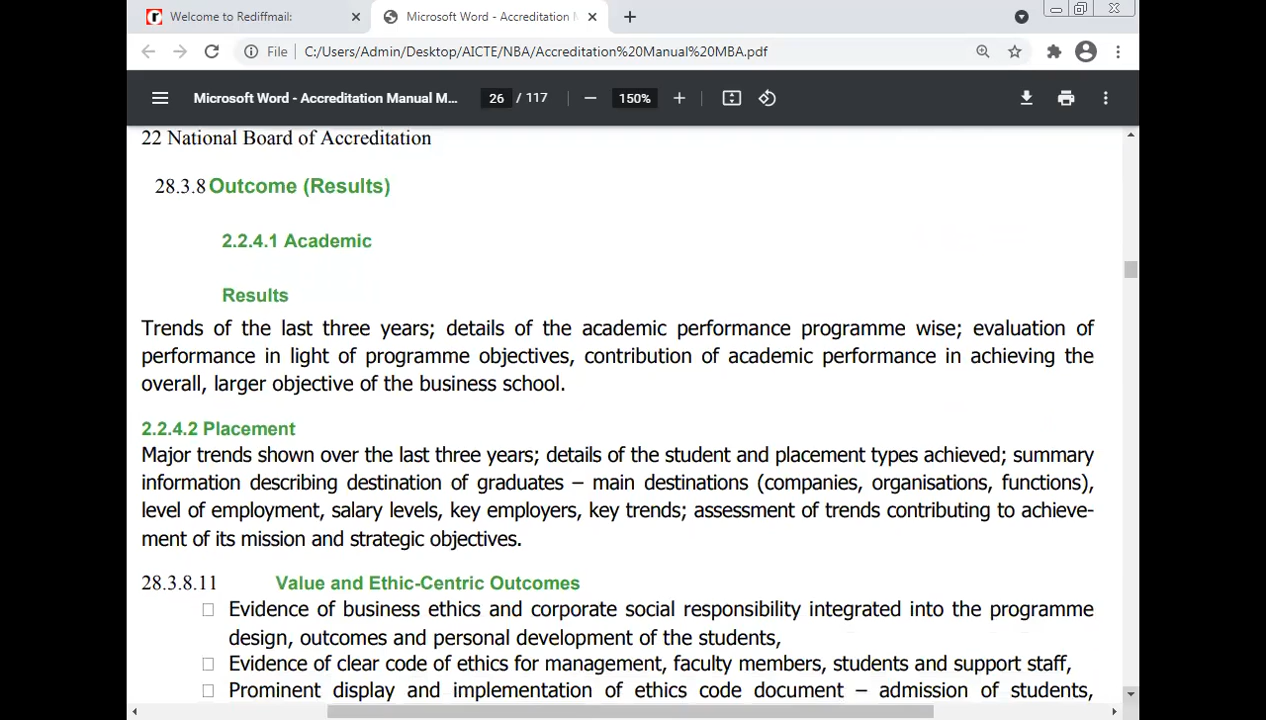 Welcome to Rediffmail:
Microsoft Word - Accreditation M
File
C:/Users/Admin/Desktop/AICTE/NBA/Accreditation%20Manual%20MBA.pdf
Microsoft Word - Accreditation Manual M...
26 / 117
150%
22 National Board of Accreditation
28.3.8 Outcome (Results)
2.2.4.1 Academic
Results
Trends of the last three years; details of the academic performance programme wise; evaluation of
performance in light of programme objectives, contribution of academic performance in achieving the
overall, larger objective of the business school.
2.2.4.2 Placement
Major trends shown over the last three years; details of the student and placement types achieved; summary
information describing destination of graduates – main destinations (companies, organisations, functions),
level of employment, salary levels, key employers, key trends; assessment of trends contributing to achieve-
ment of its mission and strategic objectives.
28.3.8.11 Value and Ethic-Centric Outcomes
Evidence of business ethics and corporate social responsibility integrated into the programme
design, outcomes and personal development of the students,
Evidence of clear code of ethics for management, faculty members, students and support staff,
Prominent display and implementation of ethics code document – admission of students,